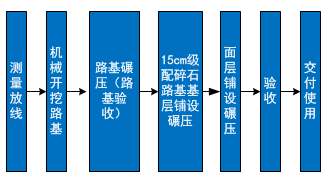 测
量
放
线
机
械
开
挖
路
基
路基碾
压（路
基验
收）
15cm级
配碎石
路基基
层铺设
碾压
面
层
铺
设
碾
压
验
收
交
付
使
用